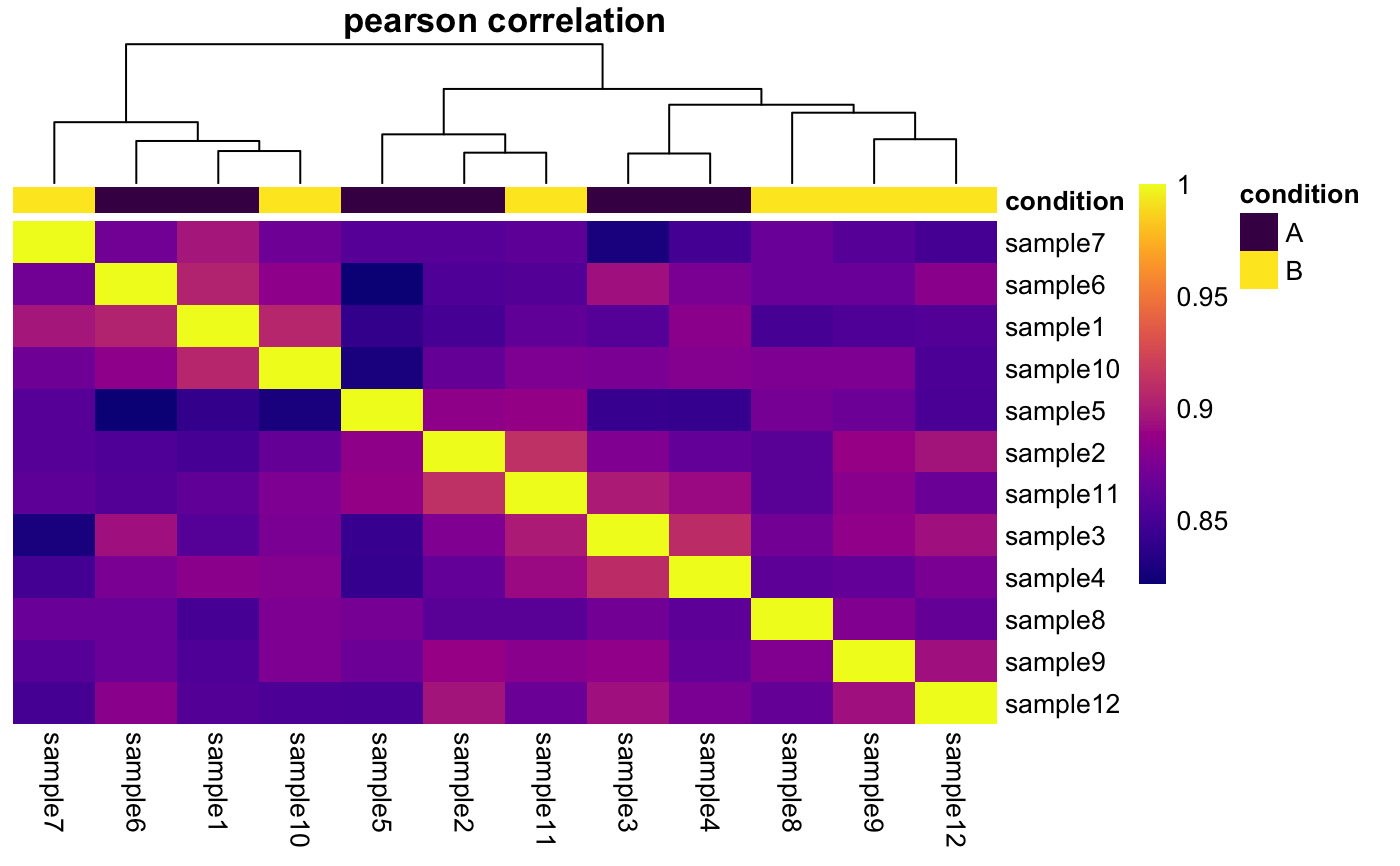 pearson correlation
condition
sample7
sample6
sample1
sample10
sample5
sample2
sample11
sample3
sample4
sample8
sample9
sample12
1
0.95
0.9
0.85
condition
A
B
sample7
sample6
sample1
sample10
sample5
sample2
sample11
sample3
sample4
sample8
sample9
sample12